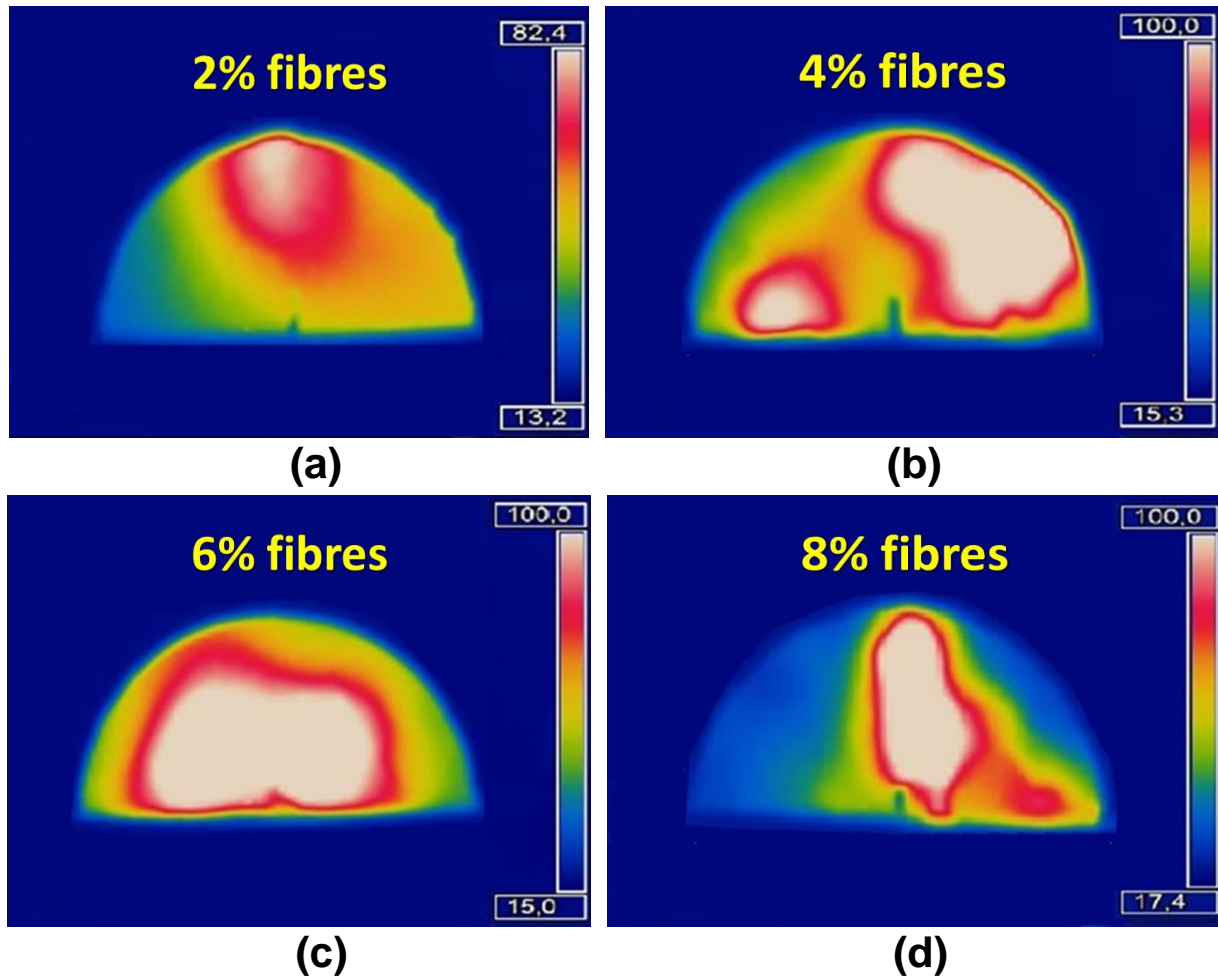 82,4
2% fibres
13,2
(a)
100,0
4% fibres
15,3
(b)
100,0
6% fibres
15,0
(c)
100,0
8% fibres
17,4
(d)